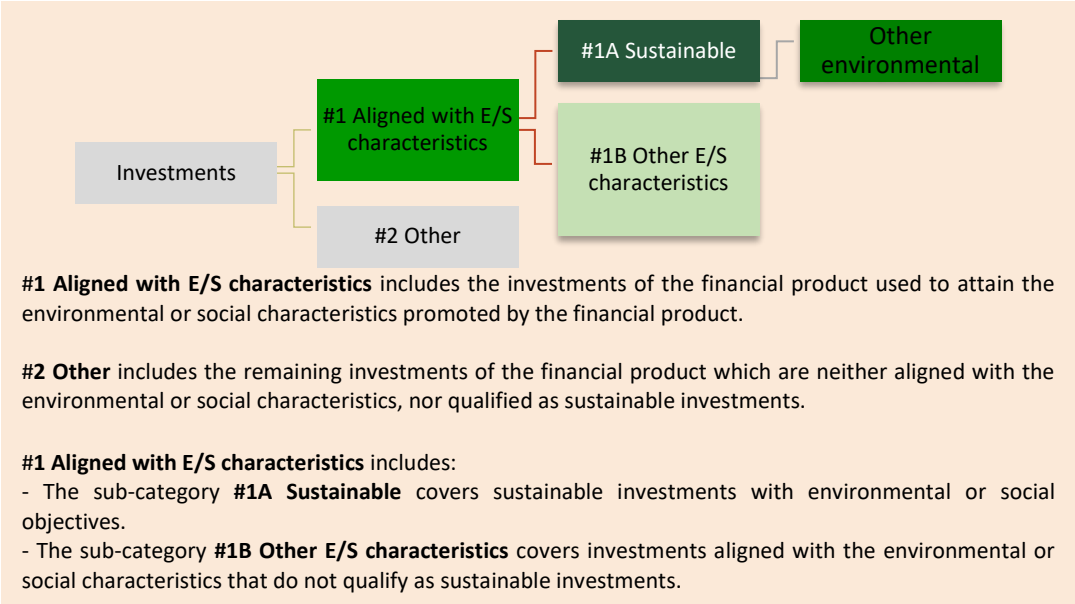 #1A Sustainable
Other
environmental
#1 Aligned with E/S
characteristics
#1B Other E/S
characteristics
Investments
#2 Other
#1 Aligned with E/S characteristics includes the investments of the financial product used to attain the
environmental or social characteristics promoted by the financial product.
#2 Other includes the remaining investments of the financial product which are neither aligned with the
environmental or social characteristics, nor qualified as sustainable investments.
#1 Aligned with E/S characteristics includes:
- The sub-category #1A Sustainable covers sustainable investments with environmental or social
objectives.
- The sub-category #1B Other E/S characteristics covers investments aligned with the environmental or
social characteristics that do not qualify as sustainable investments.